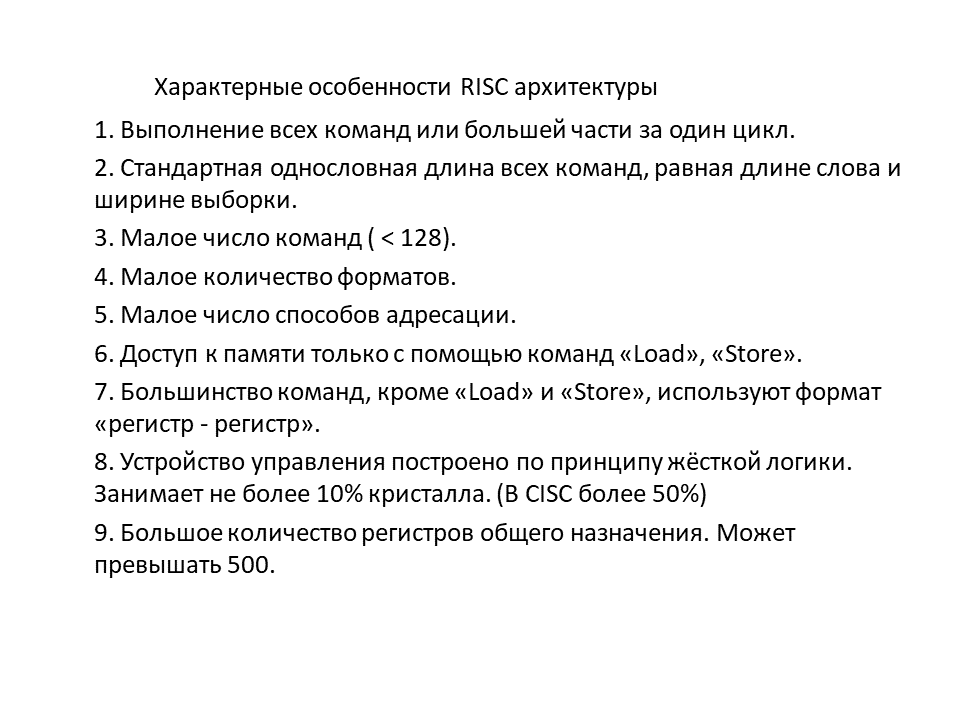 Характерные особенности RISC архитектуры
1. Выполнение всех команд или большей части за один цикл.
2. Стандартная однословная длина всех команд, равная длине слова и
ширине выборки.
3. Малое число команд ( < 128).
4. Малое количество форматов.
5. Малое число способов адресации.
6. Доступ к памяти только с помощью команд «Load», «Store».
7. Большинство команд, кроме «Load» и «Store», используют формат
«регистр - регистр».
8. Устройство управления построено по принципу жёсткой логики.
Занимает не более 10% кристалла. (В CISC более 50%)
9. Большое количество регистров общего назначения. Может
превышать 500.